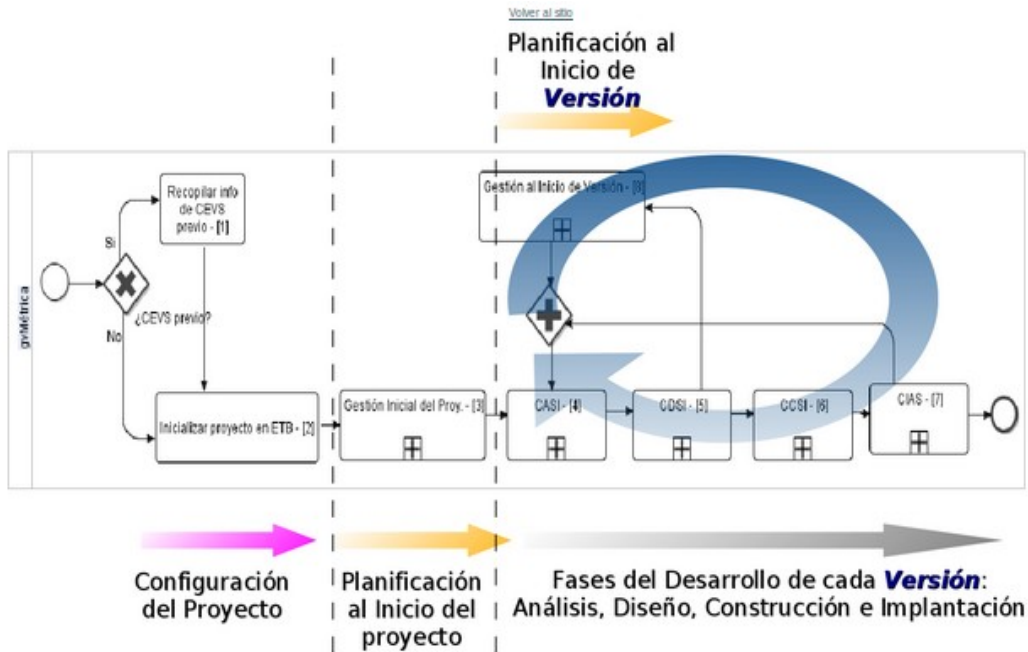 Volver al sitio
Planificación al
Inicio de
Versión
gvMétrica
Recopilar info
de CEVS
previo - [1]
Si
¿CEVS previo?
No
Inicializar proyecto en ETB - [2]
Gestión Inicial del Proy. - [3]
Gestión al Inicio de Versión - [8]
CASI - [4]
CDSI - [5]
CCSI - [6]
CIAS - [7]
Configuración
del Proyecto
Planificación
al Inicio del
proyecto
Fases del Desarrollo de cada Versión:
Análisis, Diseño, Construcción e Implantación